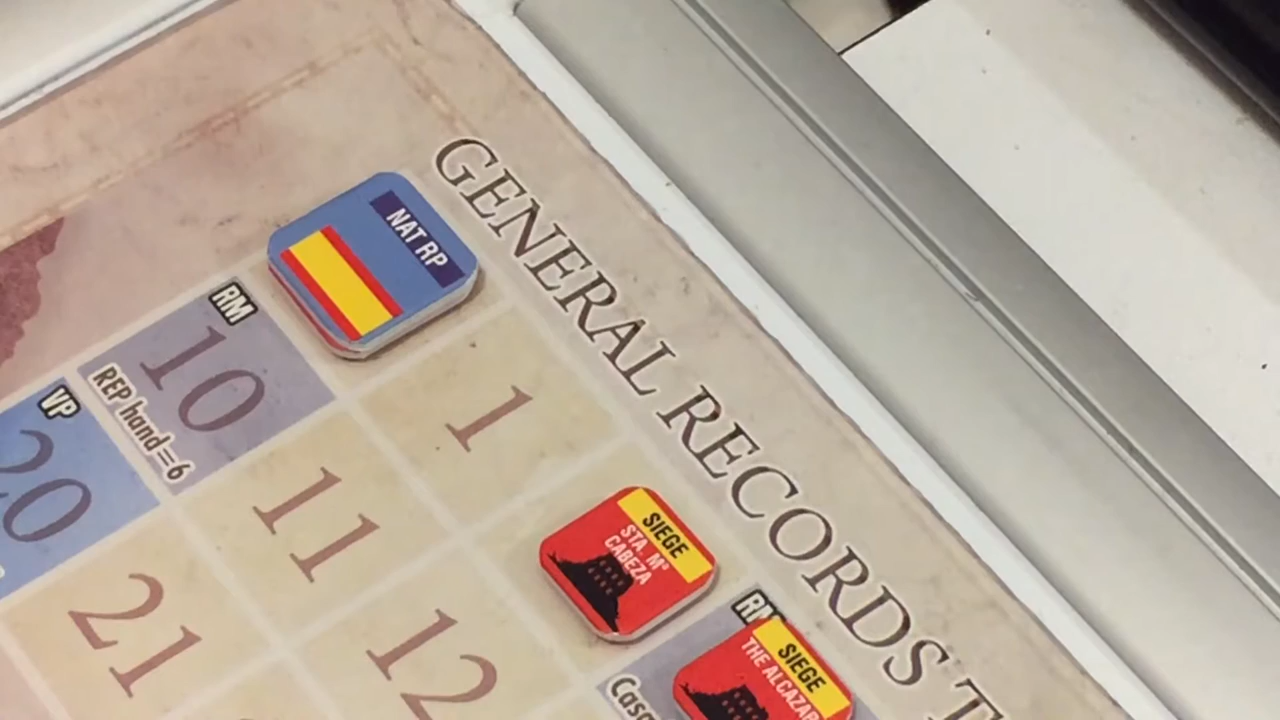 GENERAL RECORDS
NAT RP
1
SIEGE
STA. Mª
CABEZA
RM
SIEGE
THE ALCAZAR
RM
10
REP hand=6
11
12
VP
20
21